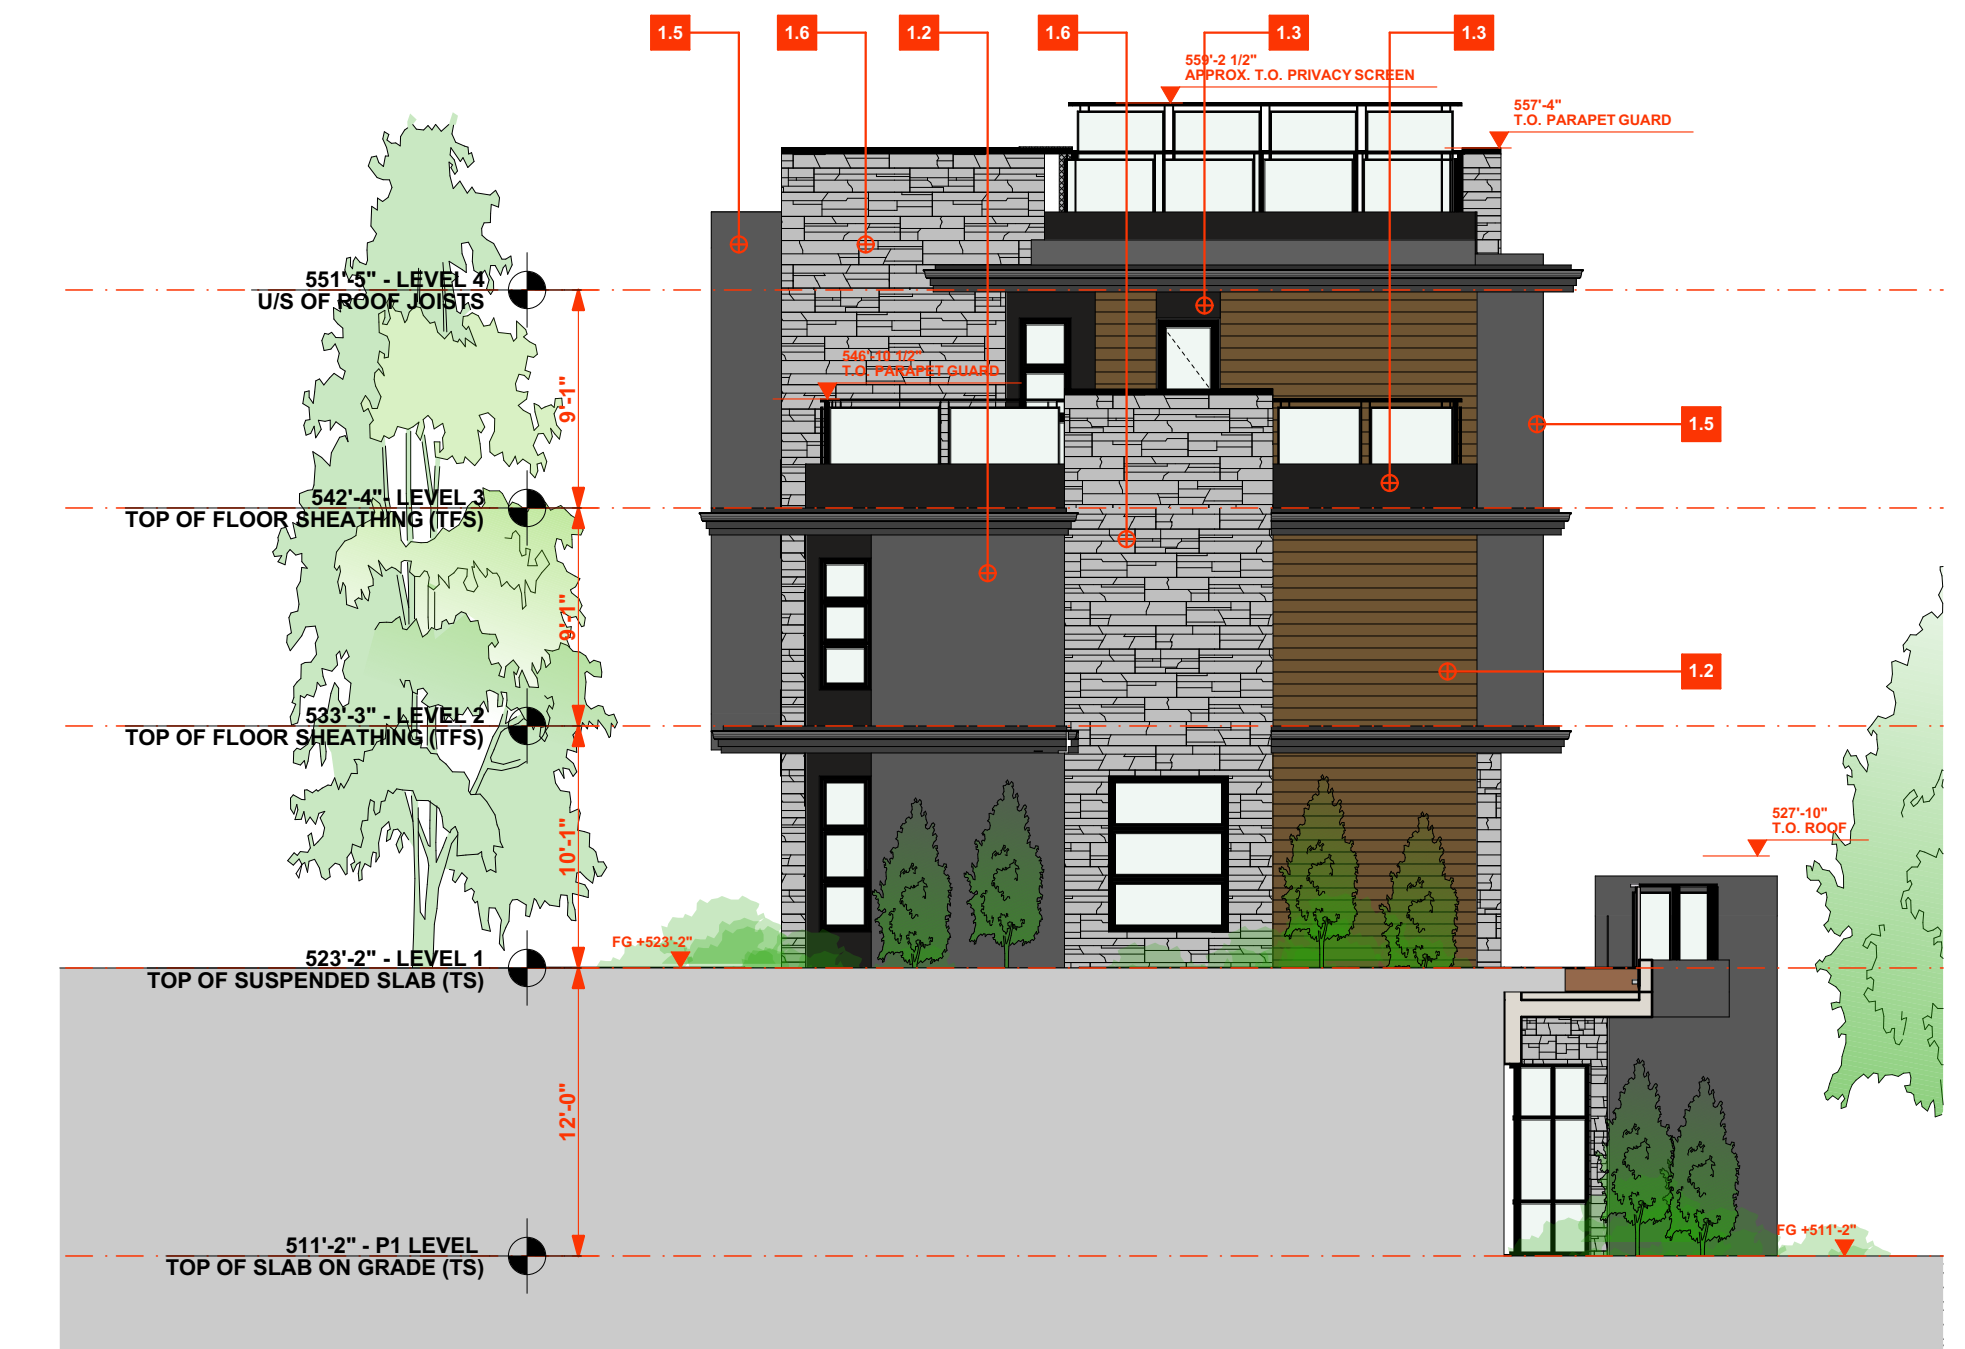 1.5
1.6
1.2
1.6
1.3
1.3
559'-2 1/2"
APPROX. T.O. PRIVACY SCREEN
557'-4"
T.O. PARAPET GUARD
551'-5" - LEVEL 4
U/S OF ROOF JOISTS
546'-10 1/2"
T.O. PARAPET GUARD
9'-1"
1.5
542'-4" - LEVEL 3
TOP OF FLOOR SHEATHING (TFS)
9'-1"
1.2
533'-3" - LEVEL 2
TOP OF FLOOR SHEATHING (TFS)
10'-1"
527'-10"
T.O. ROOF
FG +523'-2"
523'-2" - LEVEL 1
TOP OF SUSPENDED SLAB (TS)
12'-0"
FG +511'-2"
511'-2" - P1 LEVEL
TOP OF SLAB ON GRADE (TS)